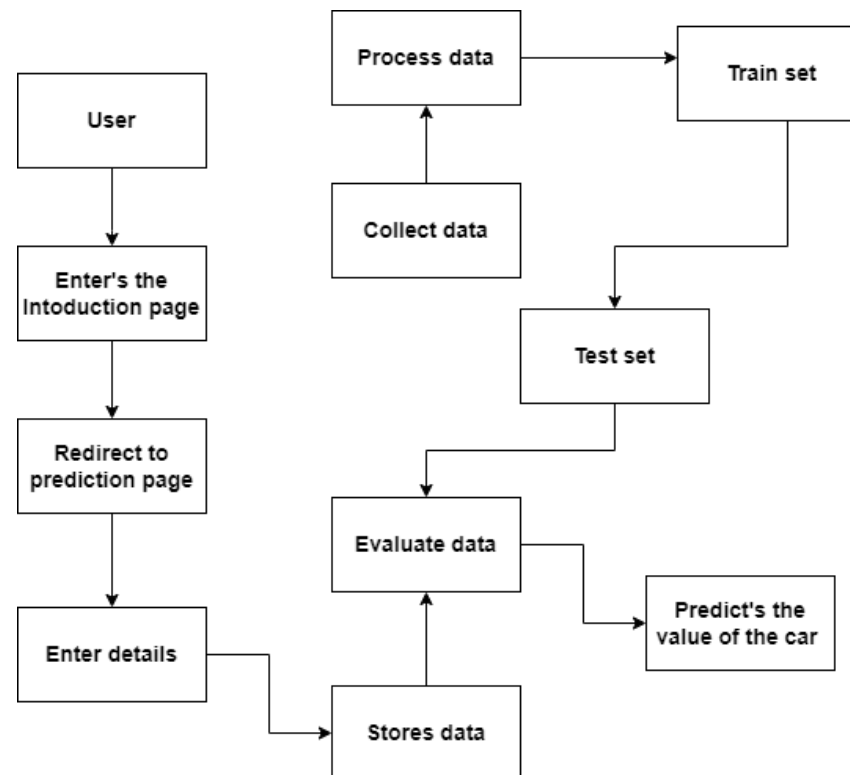 Process data
Train set
User
Collect data
Enter's the
Intoduction page
Test set
Redirect to
prediction page
Evaluate data
Predict's the
value of the car
Enter details
Stores data